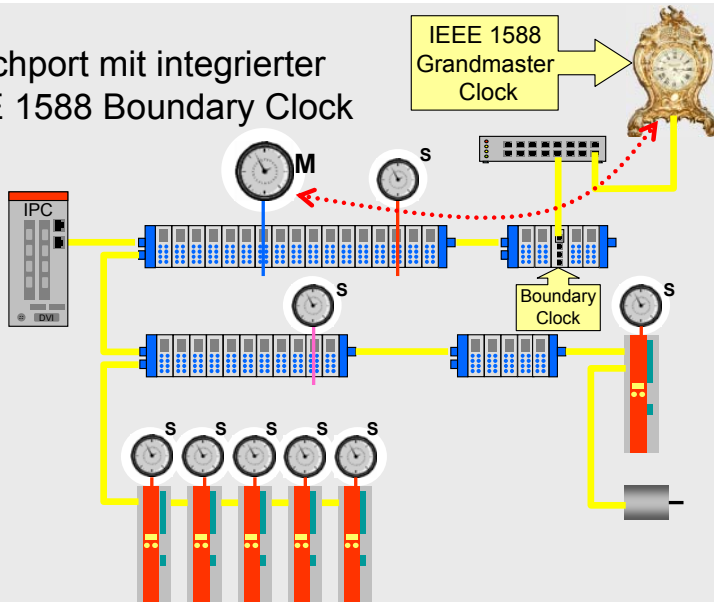 chport mit integrierter
1588 Boundary Clock
IEEE 1588
Grandmaster
Clock
M
S
IPC
DVI
Boundary
Clock
S
S
S
S
S
S
S